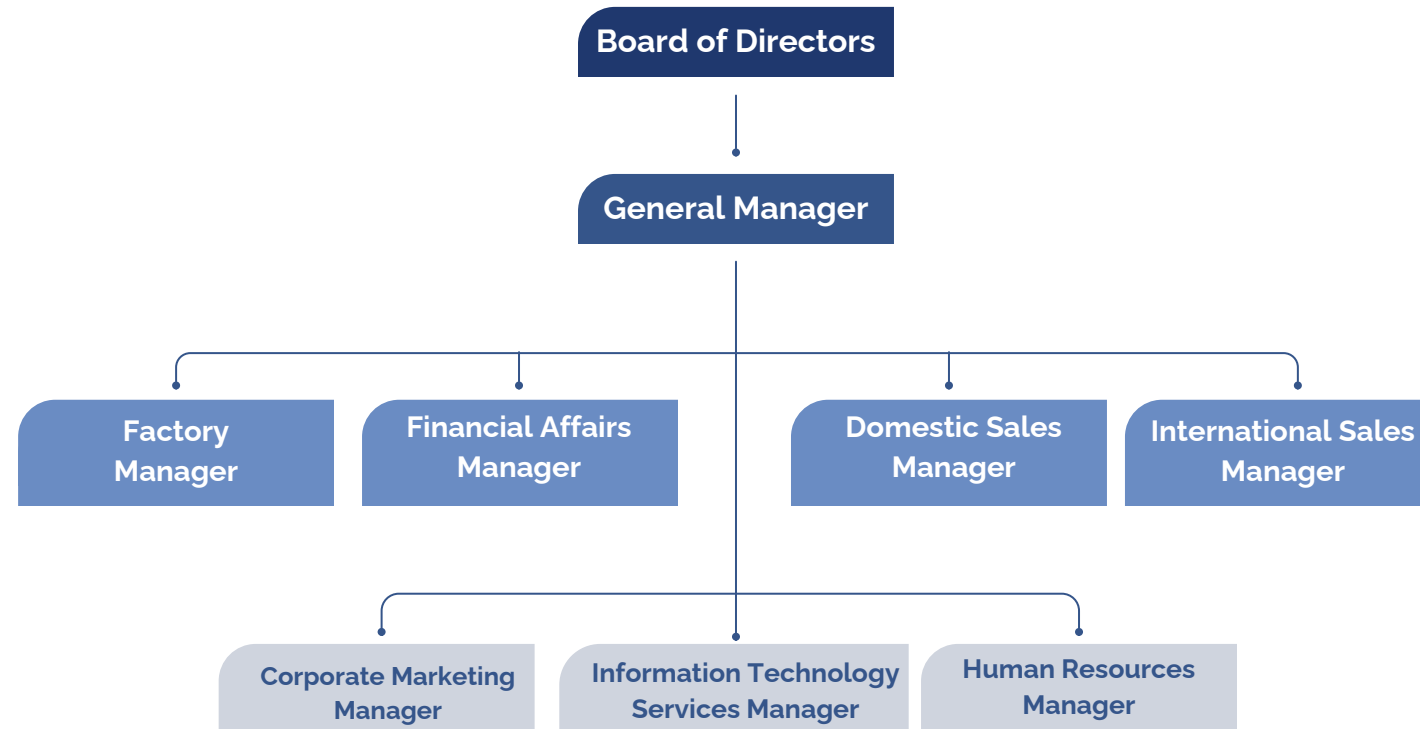 Board of Directors
General Manager
Factory
Manager
Financial Affairs
Manager
Domestic Sales
Manager
International Sales
Manager
Corporate Marketing
Manager
Information Technology
Services Manager
Human Resources
Manager